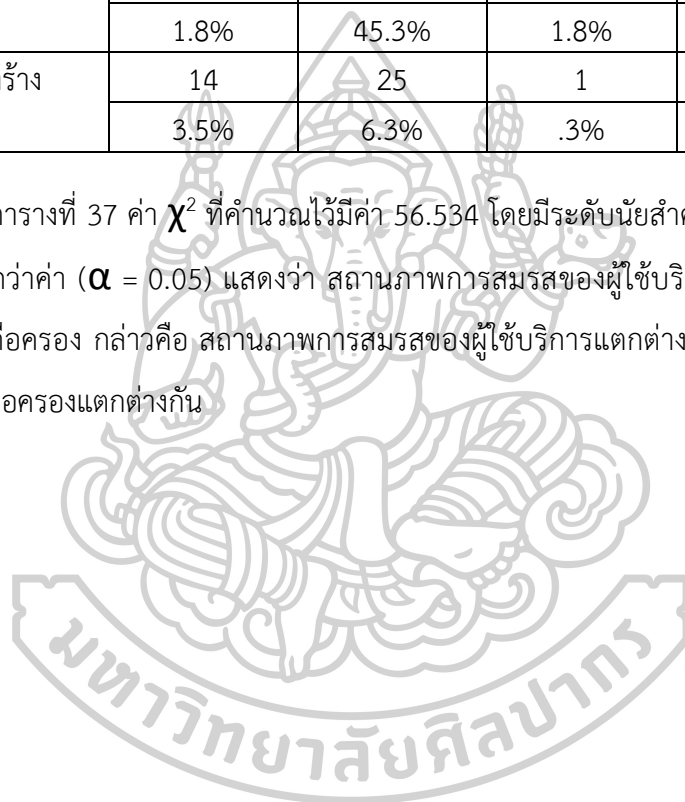 1.8% 45.3% 1.8%
ร้าง 14 25 1
3.5% 6.3% .3%
ตารางที่ 37 ค่า χ² ที่คำนวณไว้มีค่า 56.534 โดยมีระดับนัยสำค
กว่าค่า (α = 0.05) แสดงว่า สถานภาพการสมรสของผู้ใช้บริ
ถือครอง กล่าวคือ สถานภาพการสมรสของผู้ใช้บริการแตกต่าง
อครองแตกต่างกัน
มหาวิทยาลัยศิลปากร